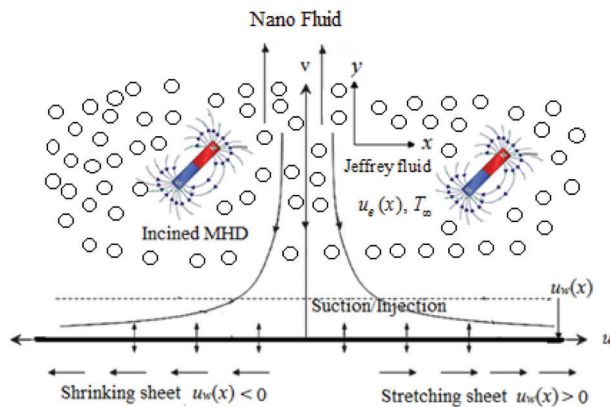 Nano Fluid
v
y
x
Jeffrey fluid
u_e(x), T_∞
Incined MHD
u_w(x)
Suction/Injection
u
Shrinking sheet u_w(x) < 0
Stretching sheet u_w(x) > 0